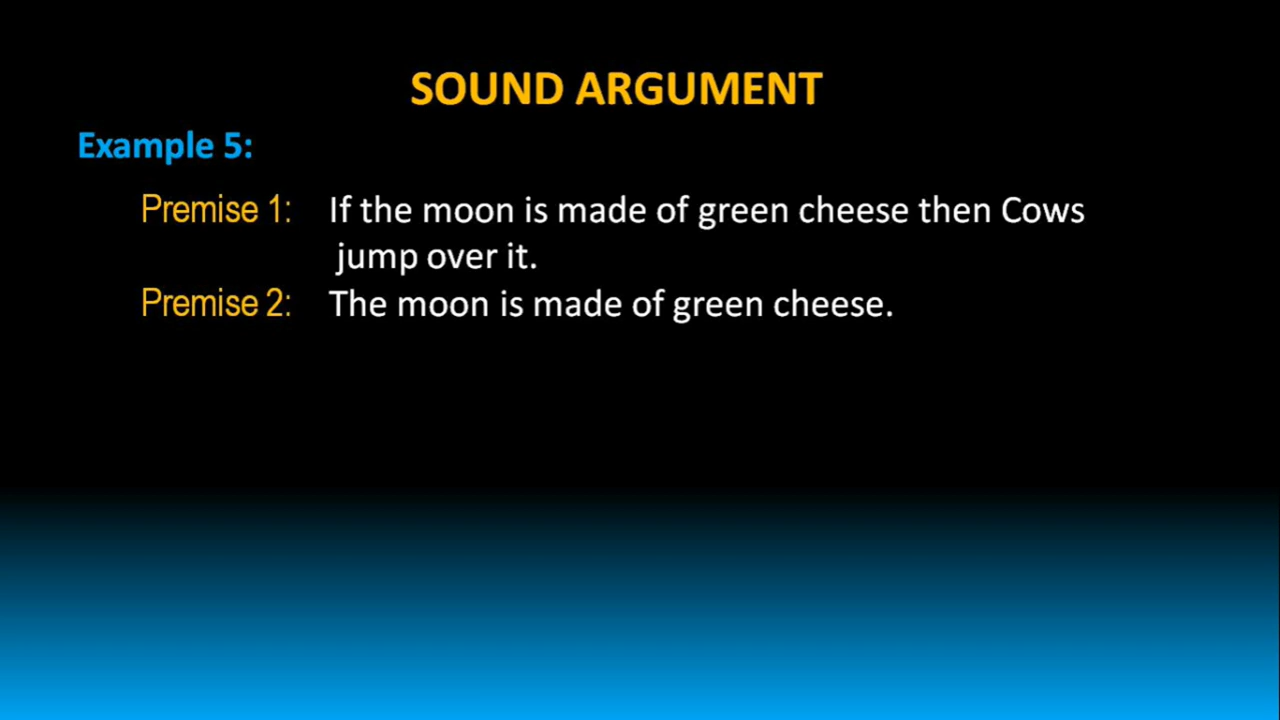 SOUND ARGUMENT
Example 5:
Premise 1: If the moon is made of green cheese then Cows
jump over it.
Premise 2: The moon is made of green cheese.